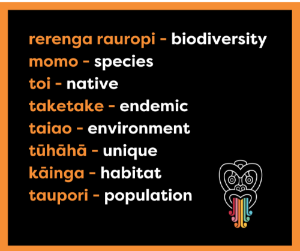 rerenga rauropi - biodiversity
momo - species
toi - native
taketake - endemic
taiao - environment
tūhāhā - unique
kāinga - habitat
taupori - population